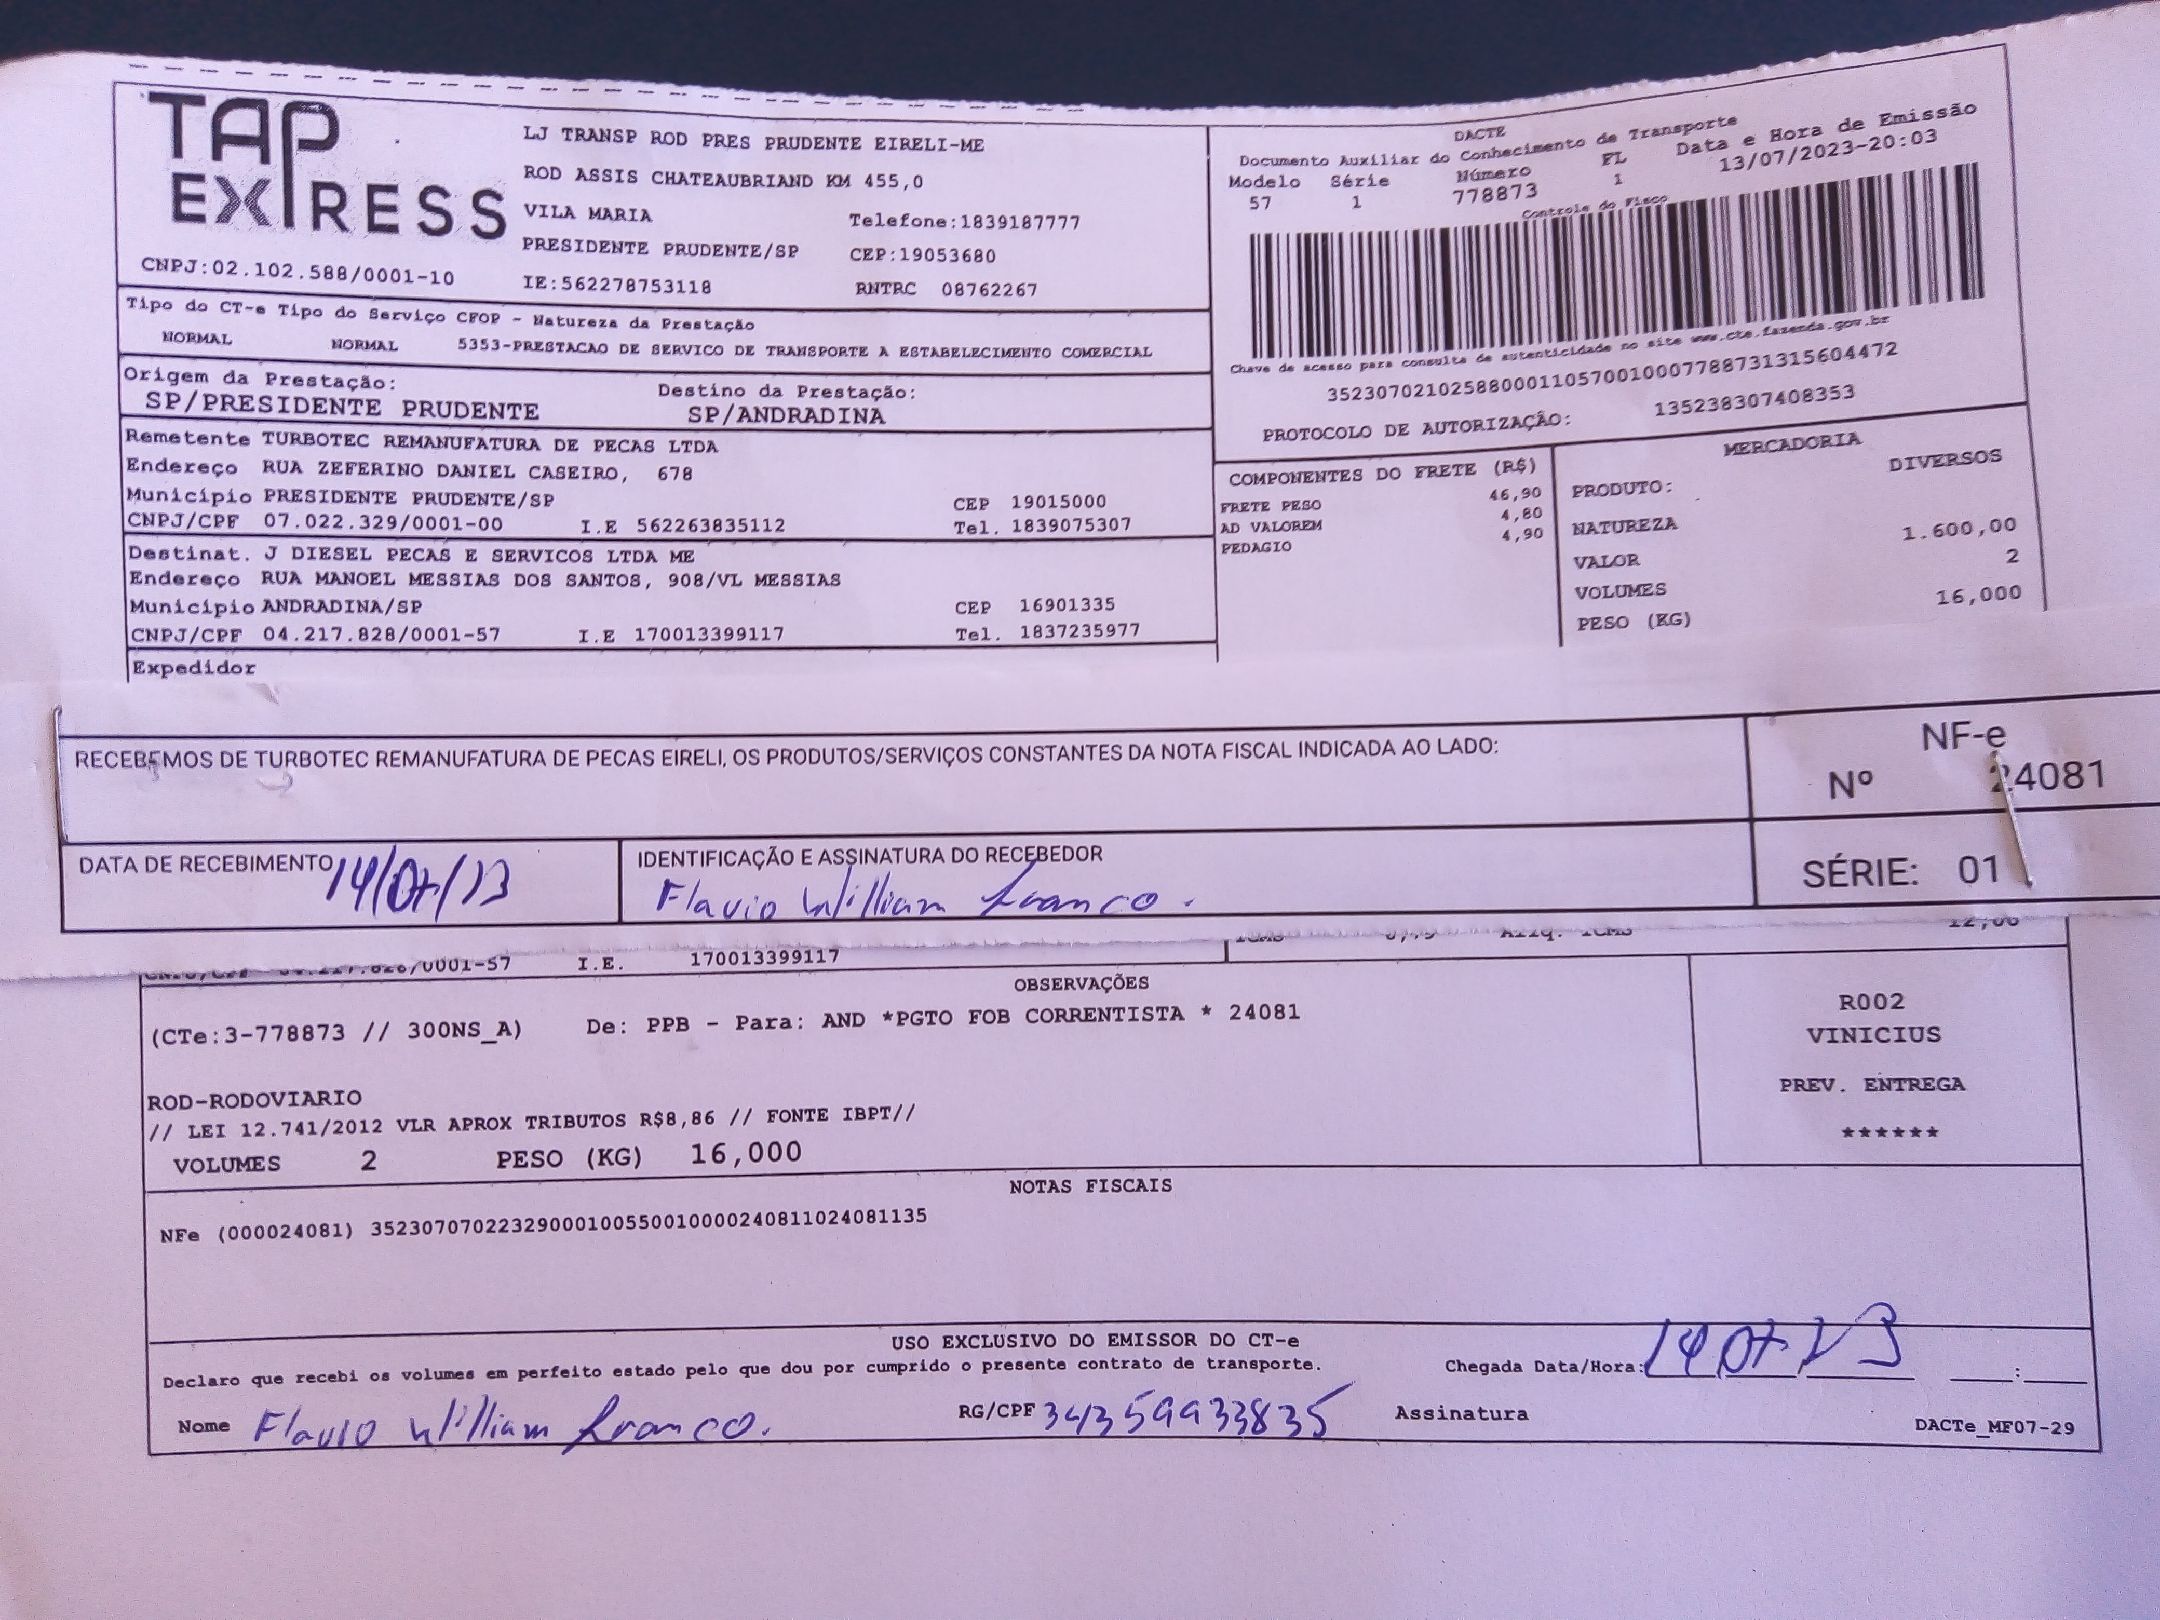 TAP
EXPRESS
CNPJ:02.102.588/0001-10
LJ TRANSP ROD PRES PRUDENTE EIRELI-ME
ROD ASSIS CHATEAUBRIAND KM 455,0
VILA MARIA Telefone:1839187777
PRESIDENTE PRUDENTE/SP CEP:19053680
IE:562278753118 RNTRC 08762267
DACTE
Documento Auxiliar do Conhecimento de Transporte
Modelo Série Número FL Data e Hora de Emissão
57 1 778873 1 13/07/2023-20:03
Controle do Fisco
Chave de acesso para consulta de autenticidade no site www.cte.fazenda.gov.br
35230702102588000110570010007788731315604472
PROTOCOLO DE AUTORIZAÇÃO: 135238307408353
Tipo do CT-e Tipo do Serviço CFOP - Natureza da Prestação
NORMAL NORMAL 5353-PRESTACAO DE SERVICO DE TRANSPORTE A ESTABELECIMENTO COMERCIAL
Origem da Prestação: Destino da Prestação:
SP/PRESIDENTE PRUDENTE SP/ANDRADINA
Remetente TURBOTEC REMANUFATURA DE PECAS LTDA
Endereço RUA ZEFERINO DANIEL CASEIRO, 678
Município PRESIDENTE PRUDENTE/SP CEP 19015000
CNPJ/CPF 07.022.329/0001-00 I.E 562263835112 Tel. 1839075307
Destinat. J DIESEL PECAS E SERVICOS LTDA ME
Endereço RUA MANOEL MESSIAS DOS SANTOS, 908/VL MESSIAS
Município ANDRADINA/SP CEP 16901335
CNPJ/CPF 04.217.828/0001-57 I.E 170013399117 Tel. 1837235977
Expedidor
COMPONENTES DO FRETE (R$)
FRETE PESO 46,90
AD VALOREM 4,80
PEDAGIO 4,90
MERCADORIA
PRODUTO: DIVERSOS
NATUREZA
VALOR 1.600,00
VOLUMES 2
PESO (KG) 16,000
RECEBEMOS DE TURBOTEC REMANUFATURA DE PECAS EIRELI, OS PRODUTOS/SERVIÇOS CONSTANTES DA NOTA FISCAL INDICADA AO LADO:
NF-e
Nº 24081
SÉRIE: 01
DATA DE RECEBIMENTO 14/07/23
IDENTIFICAÇÃO E ASSINATURA DO RECEBEDOR
Flavio William Franco.
I.E. 170013399117
OBSERVAÇÕES
(CTe:3-778873 // 300NS_A) De: PPB - Para: AND *PGTO FOB CORRENTISTA * 24081
ROD-RODOVIARIO
// LEI 12.741/2012 VLR APROX TRIBUTOS R$8,86 // FONTE IBPT//
VOLUMES 2 PESO (KG) 16,000
R002
VINICIUS
PREV. ENTREGA
******
NOTAS FISCAIS
NFe (000024081) 35230707022329000100550010000240811024081135
USO EXCLUSIVO DO EMISSOR DO CT-e
Declaro que recebi os volumes em perfeito estado pelo que dou por cumprido o presente contrato de transporte. Chegada Data/Hora: 14 07 23 :
Nome Flavio William Franco. RG/CPF 34359933835 Assinatura
DACTe_MF07-29